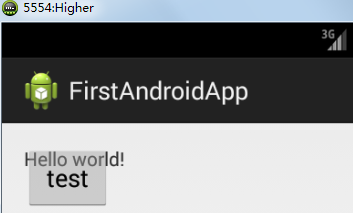 5554:Higher
3G
FirstAndroidApp
Hello world!
test